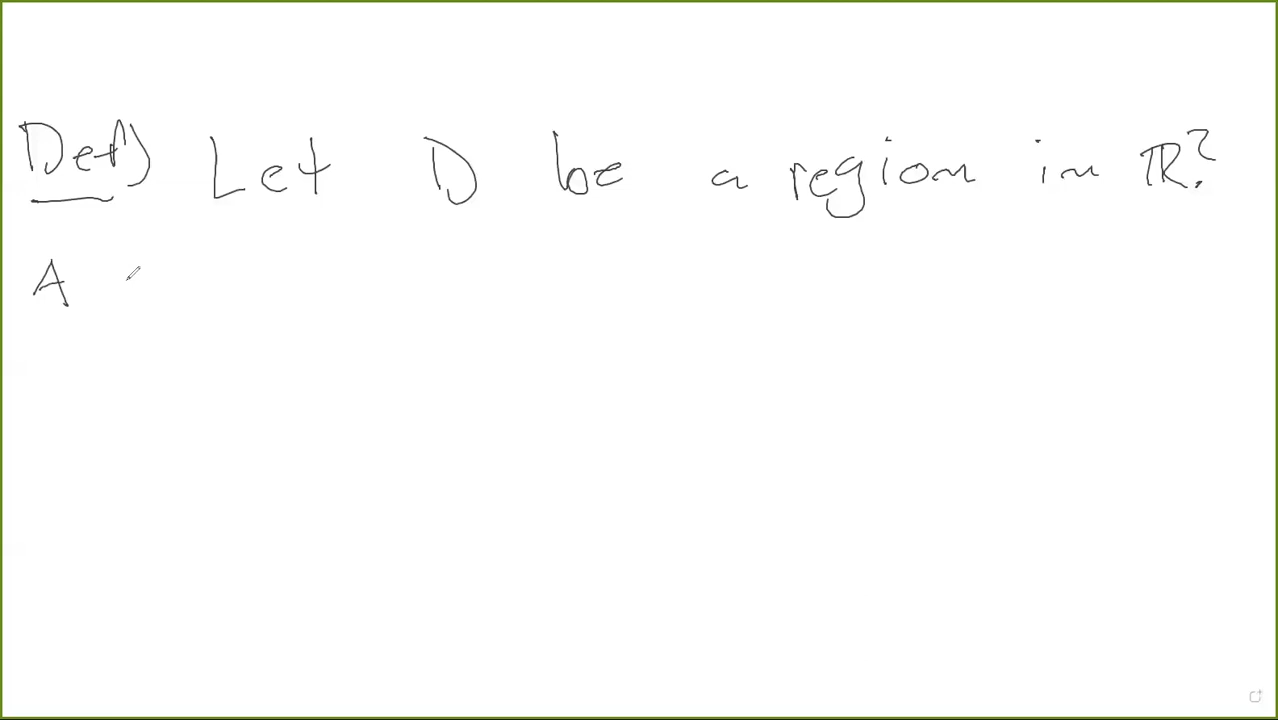 Def) Let D be a region in ℝ².
A